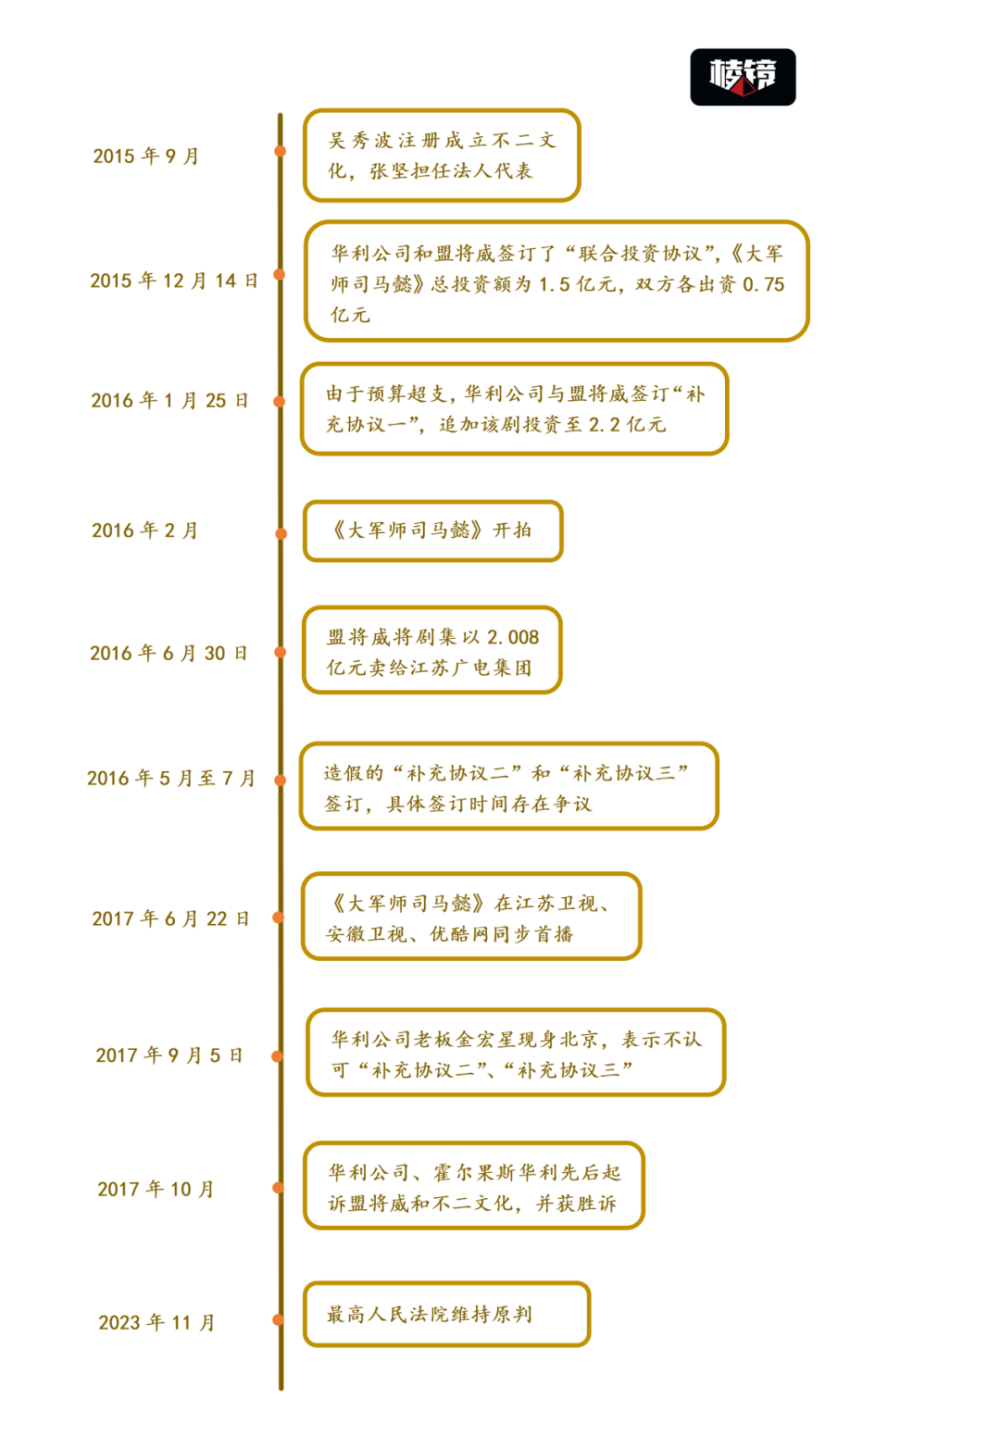 棱镜
2015 年 9 月
吴秀波注册成立不二文
化，张坚担任法人代表
2015 年 12 月 14 日
华利公司和盟将威签订了“联合投资协议”，《大军
师司马懿》总投资额为 1.5 亿元，双方各出资 0.75
亿元
2016 年 1 月 25 日
由于预算超支，华利公司与盟将威签订“补
充协议一”，追加该剧投资至 2.2 亿元
2016 年 2 月
《大军师司马懿》开拍
2016 年 6 月 30 日
盟将威将剧集以 2.008
亿元卖给江苏广电集团
2016 年 5 月至 7 月
造假的“补充协议二”和“补充协议三”
签订，具体签订时间存在争议
2017 年 6 月 22 日
《大军师司马懿》在江苏卫视、
安徽卫视、优酷网同步首播
2017 年 9 月 5 日
华利公司老板金宏星现身北京，表示不认
可“补充协议二”、“补充协议三”
2017 年 10 月
华利公司、霍尔果斯华利先后起
诉盟将威和不二文化，并获胜诉
2023 年 11 月
最高人民法院维持原判